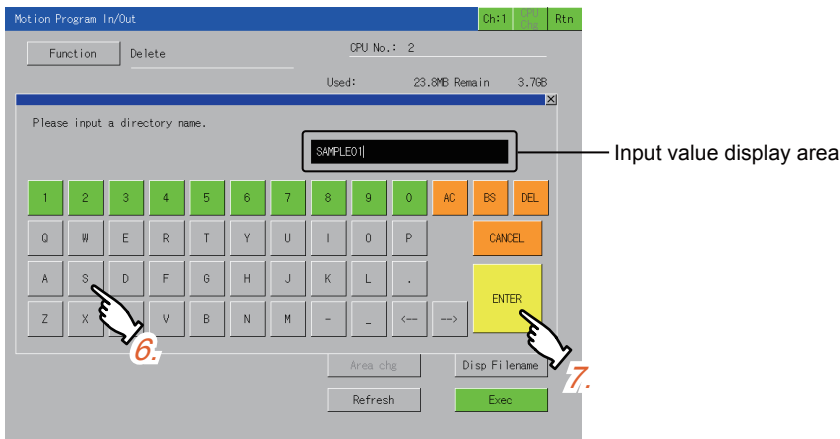 Motion Program In/Out Ch:1 CPU Chg Rtn
Function Delete CPU No.: 2
Used: 23.8MB Remain 3.7GB
Please input a directory name.
SAMPLE01
Input value display area
1 2 3 4 5 6 7 8 9 0 AC BS DEL
Q W E R T Y U I O P CANCEL
A S D F G H J K L .
ENTER
Z X V B N M - _ <-- -->
6.
7.
Area chg Disp Filename
Refresh Exec